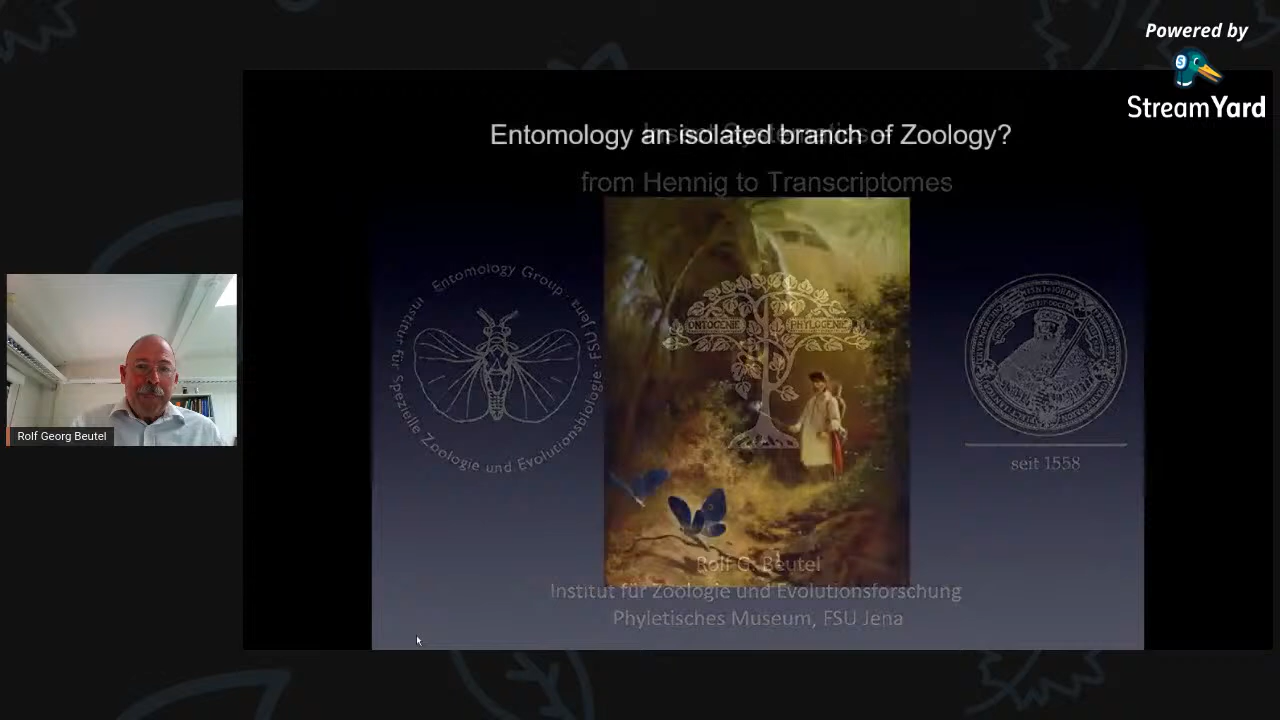 Powered by
StreamYard
Entomology an isolated branch of Zoology?
Insect Systematics –
from Hennig to Transcriptomes
Entomology Group · FSU Jena ·
Institut für Spezielle Zoologie und Evolutionsbiologie
ONTOGENIE
PHYLOGENIE
seit 1558
Rolf Georg Beutel
Rolf G. Beutel
Institut für Zoologie und Evolutionsforschung
Phyletisches Museum, FSU Jena